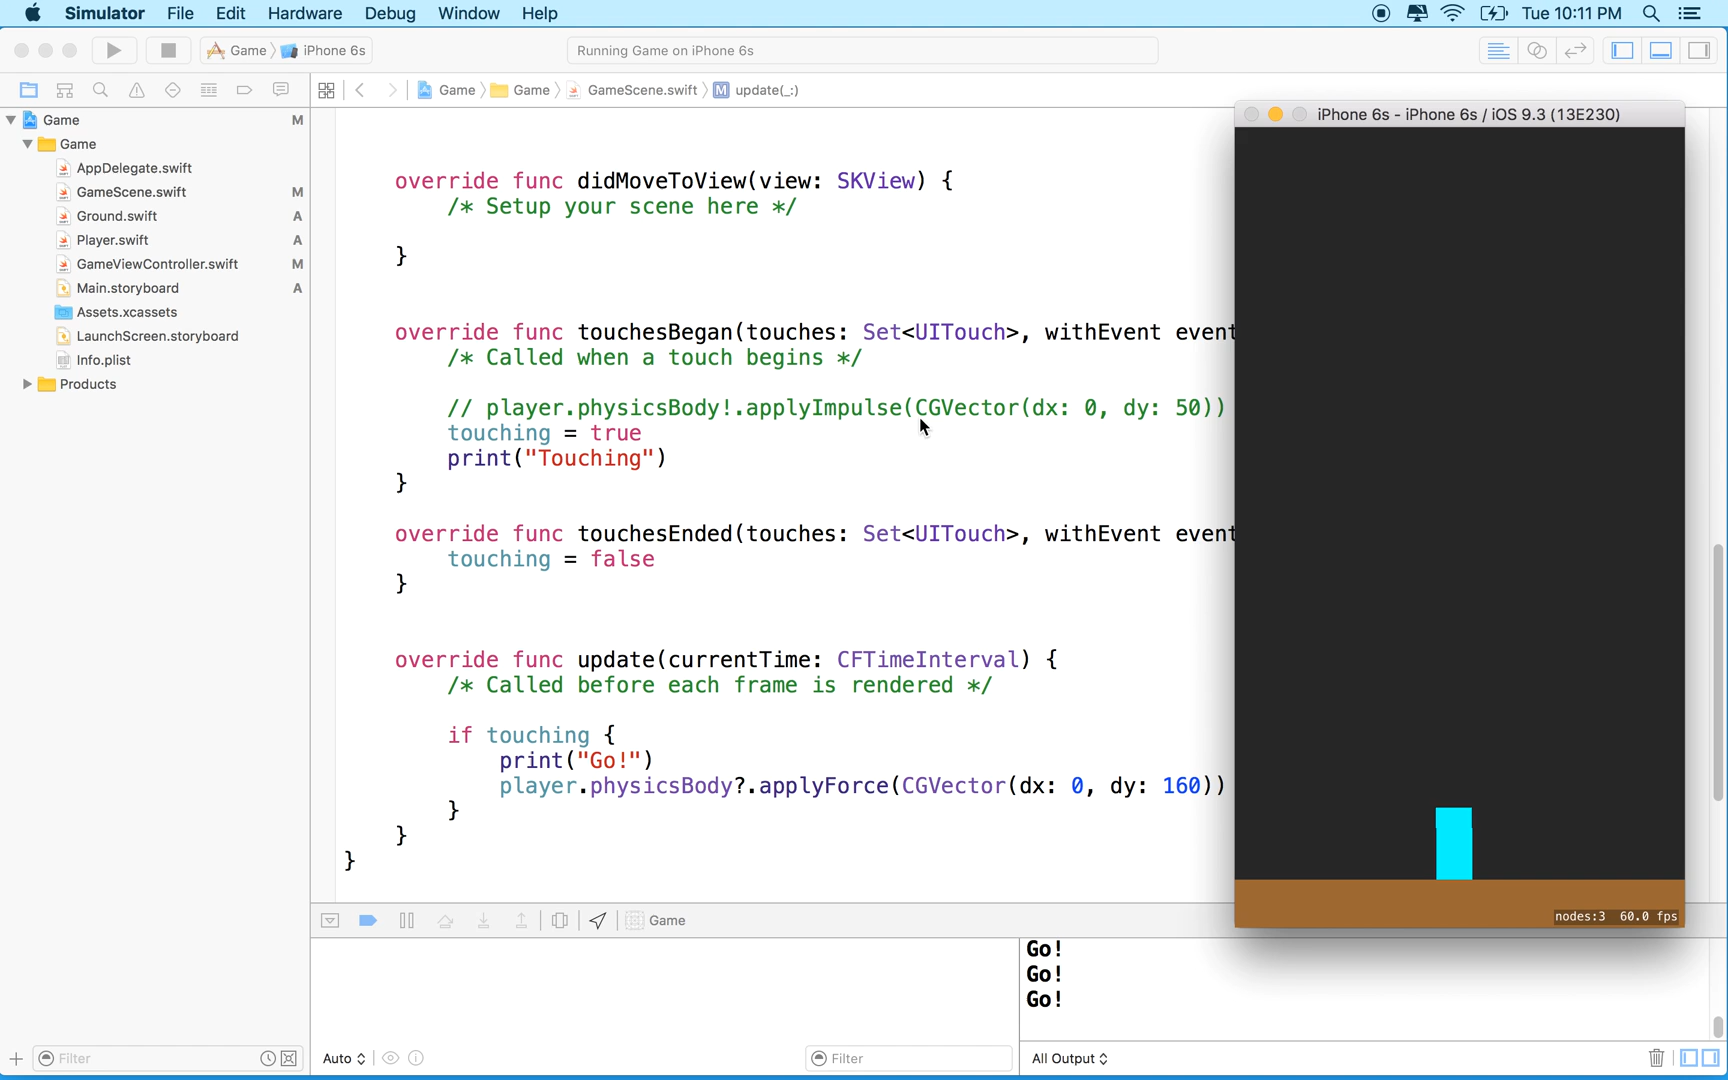 Simulator File Edit Hardware Debug Window Help Tue 10:11 PM
Game iPhone 6s Running Game on iPhone 6s
Game Game GameScene.swift M update(_:)
Game M
Game
AppDelegate.swift
GameScene.swift M
Ground.swift A
Player.swift A
GameViewController.swift M
Main.storyboard A
Assets.xcassets
LaunchScreen.storyboard
Info.plist
Products
override func didMoveToView(view: SKView) {
/* Setup your scene here */
}
override func touchesBegan(touches: Set<UITouch>, withEvent event
/* Called when a touch begins */
// player.physicsBody!.applyImpulse(CGVector(dx: 0, dy: 50))
touching = true
print("Touching")
}
override func touchesEnded(touches: Set<UITouch>, withEvent event
touching = false
}
override func update(currentTime: CFTimeInterval) {
/* Called before each frame is rendered */
if touching {
print("Go!")
player.physicsBody?.applyForce(CGVector(dx: 0, dy: 160))
}
}
}
iPhone 6s - iPhone 6s / iOS 9.3 (13E230)
nodes:3 60.0 fps
Game
Go!
Go!
Go!
Filter
Auto
Filter
All Output